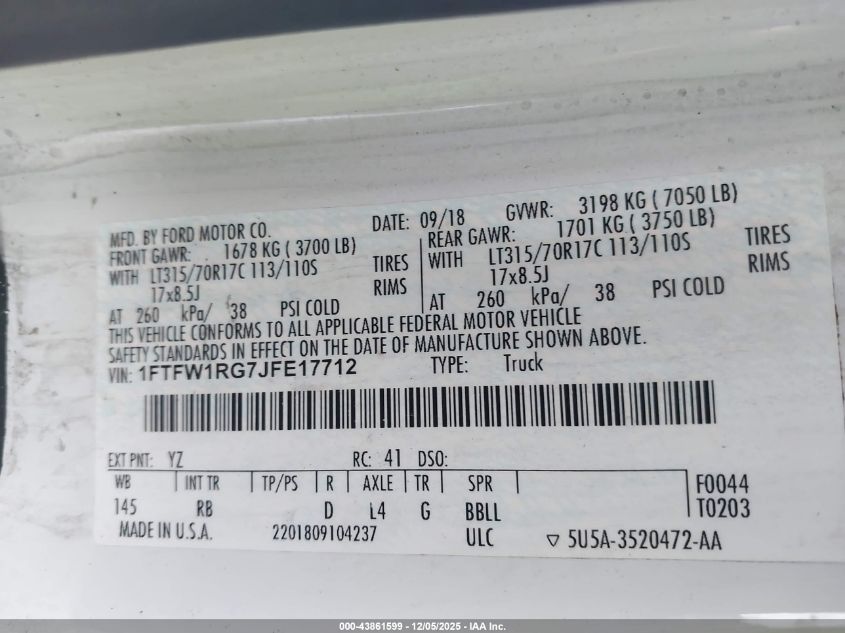 MFD. BY FORD MOTOR CO. DATE: 09/18 GVWR: 3198 KG ( 7050 LB)
FRONT GAWR: 1678 KG ( 3700 LB) REAR GAWR: 1701 KG ( 3750 LB)
WITH LT315/70R17C 113/110S TIRES WITH LT315/70R17C 113/110S TIRES
17x8.5J RIMS 17x8.5J RIMS
AT 260 kPa/ 38 PSI COLD AT 260 kPa/ 38 PSI COLD
THIS VEHICLE CONFORMS TO ALL APPLICABLE FEDERAL MOTOR VEHICLE
SAFETY STANDARDS IN EFFECT ON THE DATE OF MANUFACTURE SHOWN ABOVE.
VIN: 1FTFW1RG7JFE17712 TYPE: Truck
EXT PNT: YZ RC: 41 DSO:
WB INT TR TP/PS R AXLE TR SPR F0044
145 RB D L4 G BBLL T0203
MADE IN U.S.A. 2201809104237 ULC ▽ 5U5A-3520472-AA
000-43861599 - 12/05/2025 - IAA Inc.